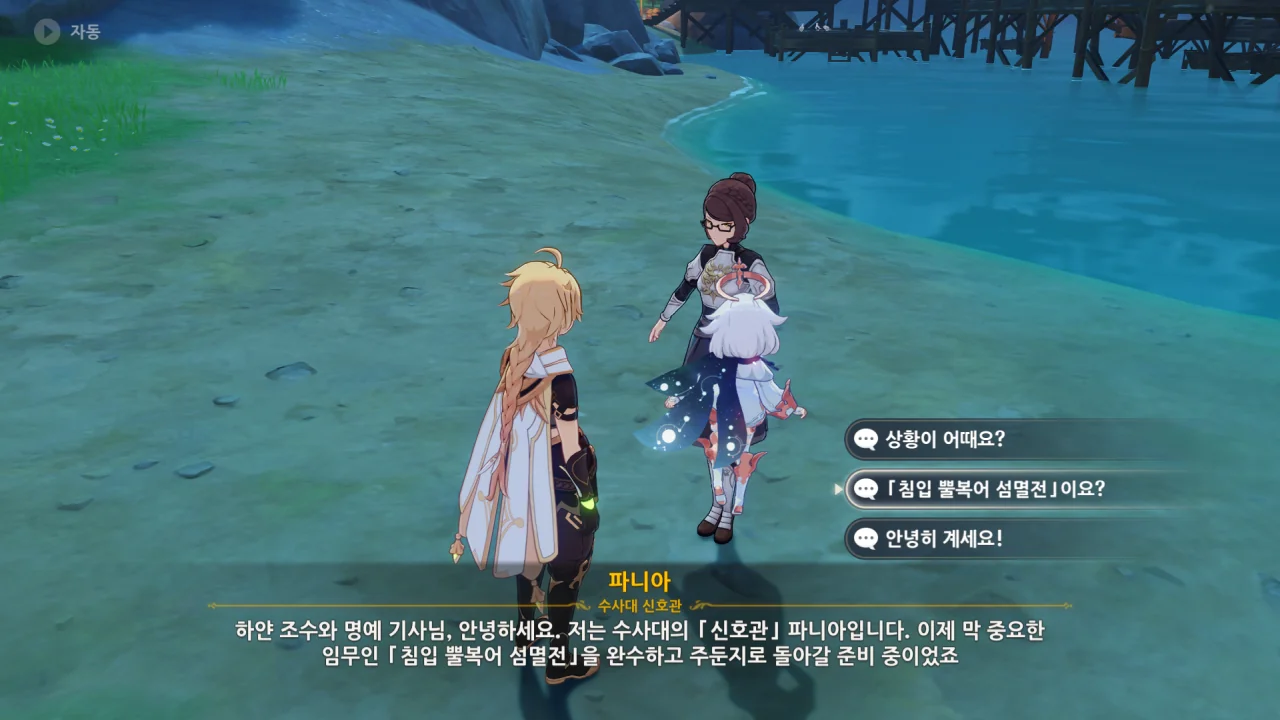 자동
상황이 어때요?
「침입 뿔복어 섬멸전」이요?
안녕히 계세요!
파니아
수사대 신호관
하얀 조수와 명예 기사님, 안녕하세요. 저는 수사대의 「신호관」 파니아입니다. 이제 막 중요한
임무인 「침입 뿔복어 섬멸전」을 완수하고 주둔지로 돌아갈 준비 중이었죠